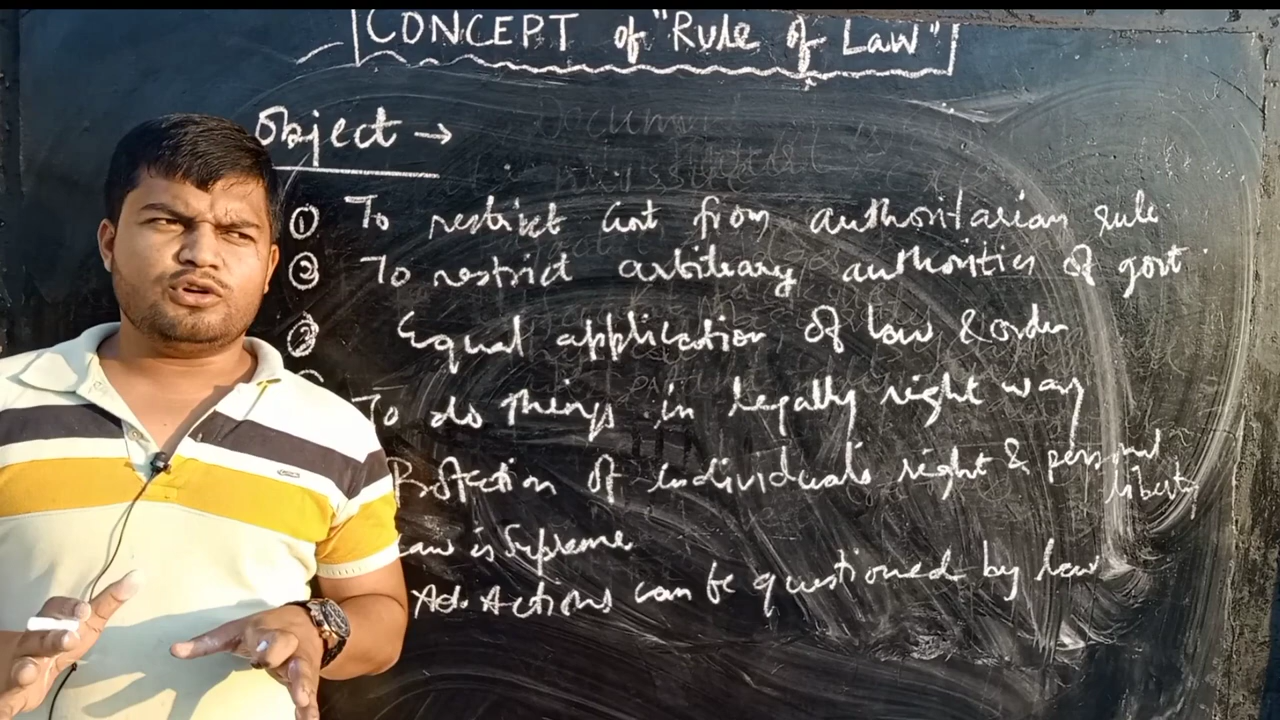 CONCEPT of "Rule of Law"
Object →
① To restrict Govt from authoritarian rule
② To restrict arbitrary authorities of govt.
③ Equal application of law & order
To do things in legally right way
Protection of individuals right & personal liberty
Law is Supreme
Actions can be questioned by law